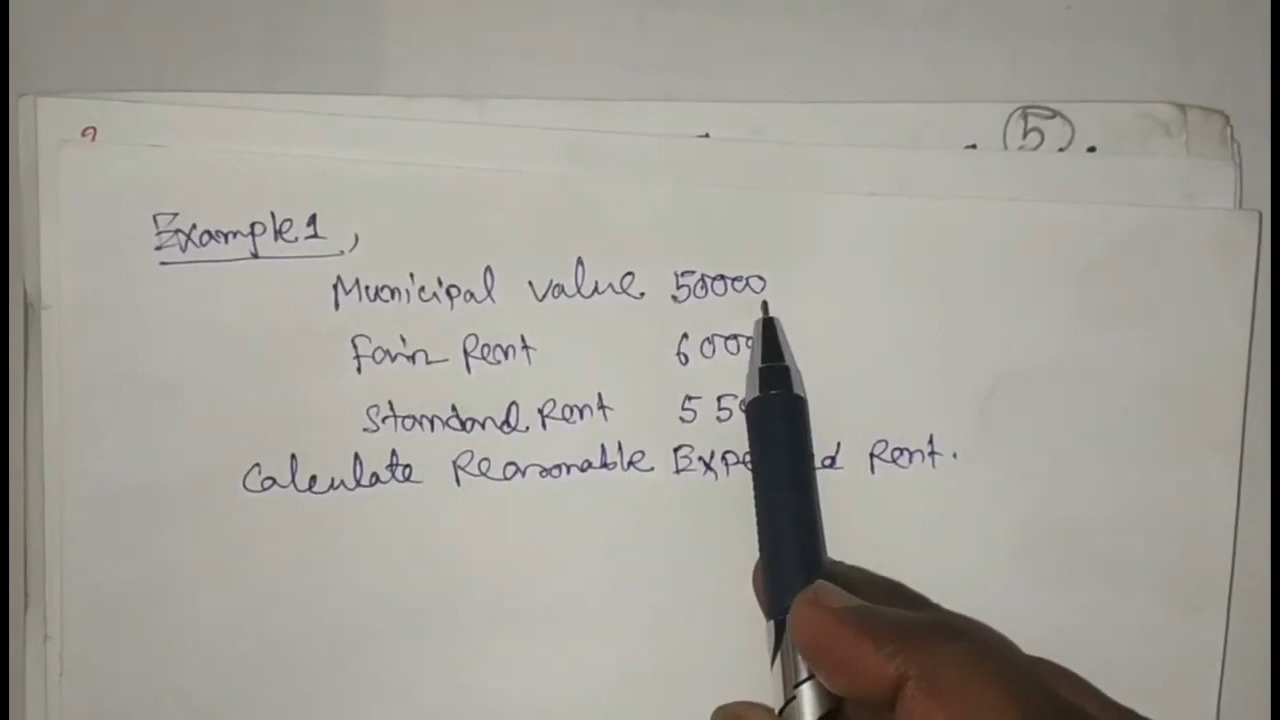 5
Example 1,
Municipal value 50000
Fair Rent
Standard Rent
Calculate Reasonable Rent.